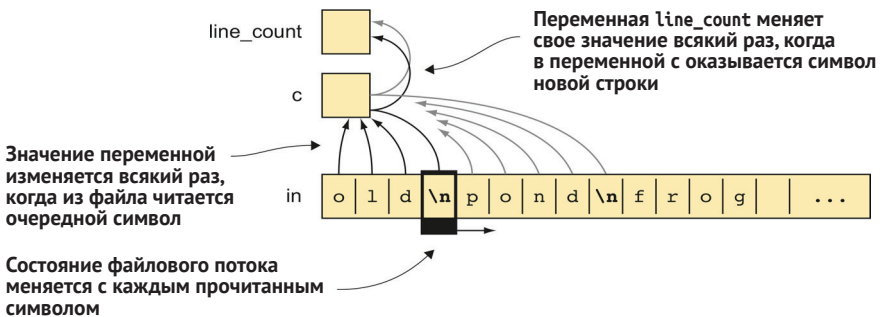 line_count
Переменная line_count меняет
свое значение всякий раз, когда
в переменной c оказывается символ
новой строки
c
Значение переменной
изменяется всякий раз,
когда из файла читается
очередной символ
in
o l d \n p o n d \n f r o g ...
Состояние файлового потока
меняется с каждым прочитанным
символом